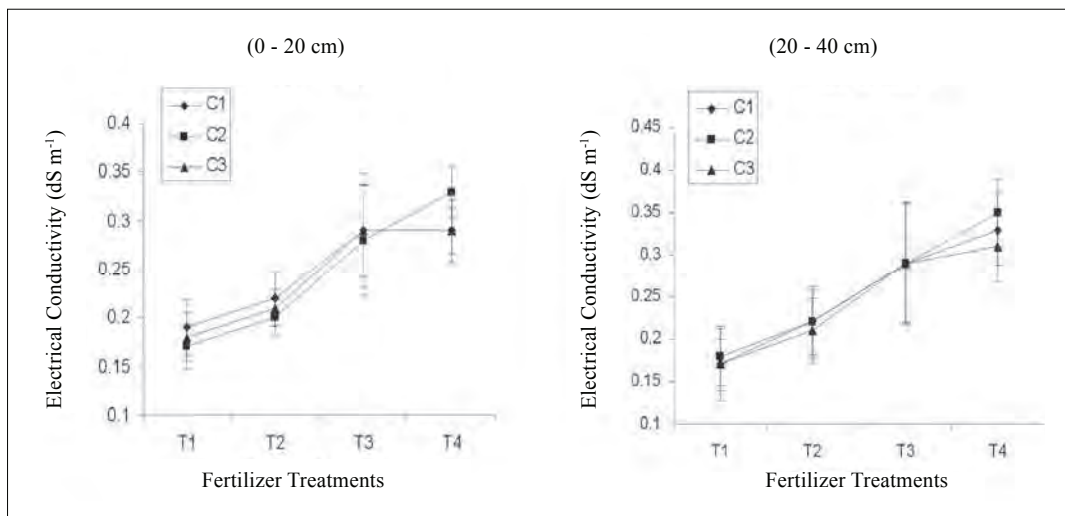 (0 - 20 cm)
C1
C2
C3
0.4
0.35
0.3
0.25
0.2
0.15
0.1
Electrical Conductivity (dS m⁻¹)
T1 T2 T3 T4
Fertilizer Treatments
(20 - 40 cm)
C1
C2
C3
0.45
0.4
0.35
0.3
0.25
0.2
0.15
0.1
Electrical Conductivity (dS m⁻¹)
T1 T2 T3 T4
Fertilizer Treatments